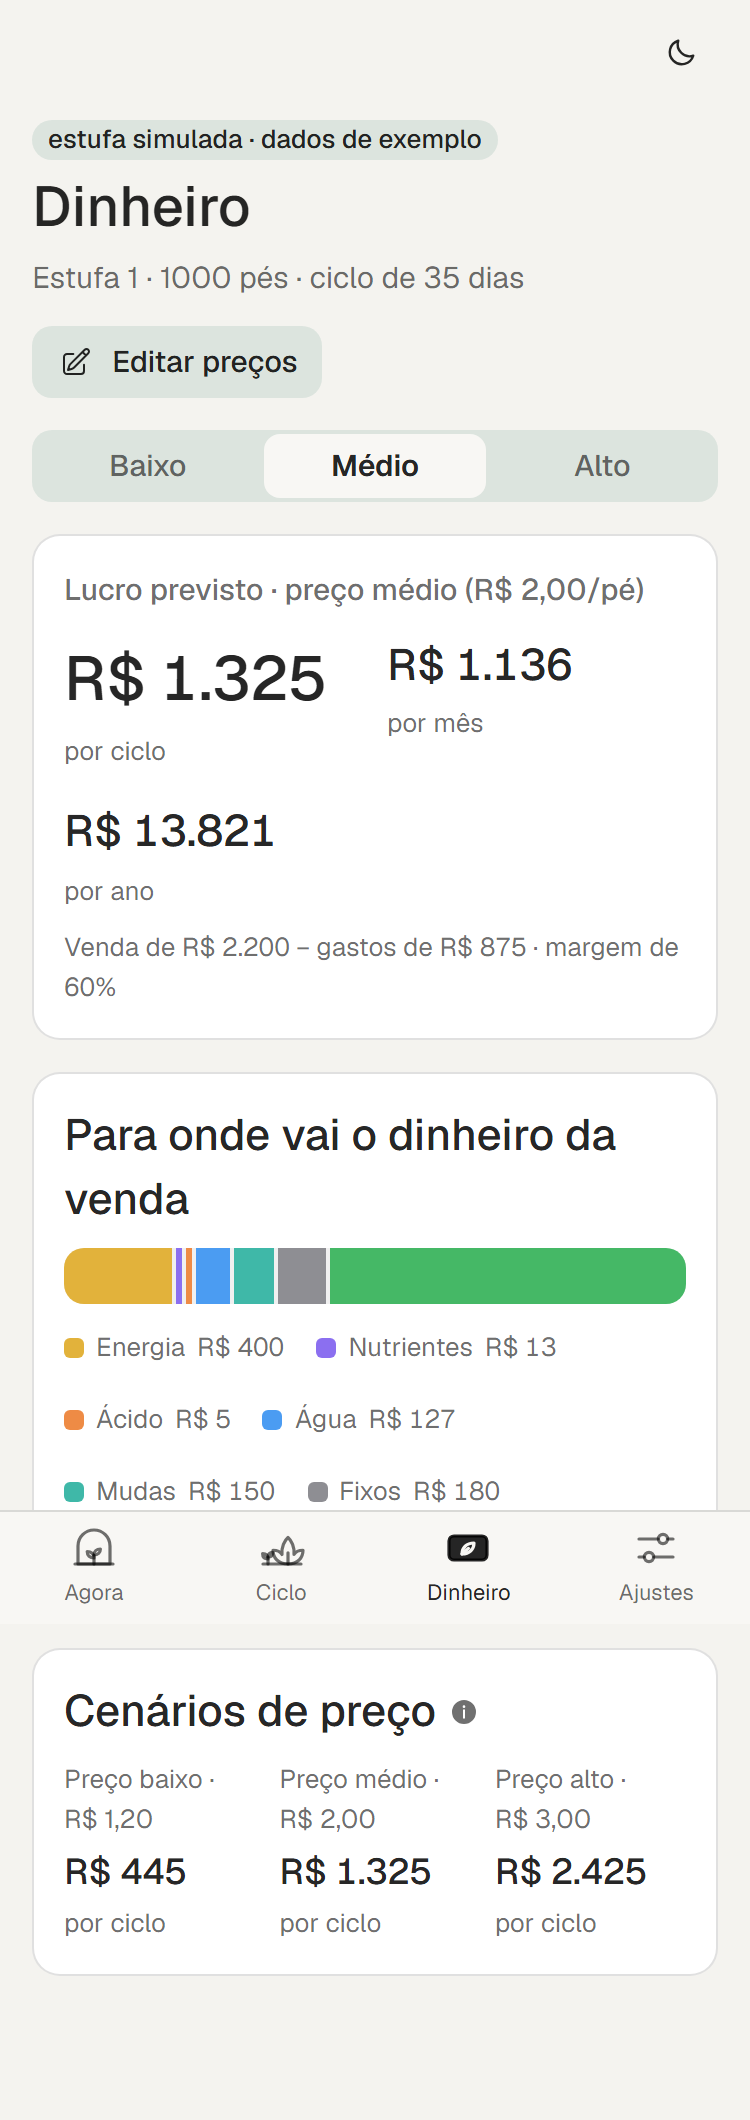 estufa simulada · dados de exemplo
Dinheiro
Estufa 1 · 1000 pés · ciclo de 35 dias
Editar preços
Baixo Médio Alto
Lucro previsto · preço médio (R$ 2,00/pé)
R$ 1.325 R$ 1.136
por ciclo por mês
R$ 13.821
por ano
Venda de R$ 2.200 – gastos de R$ 875 · margem de
60%
Para onde vai o dinheiro da
venda
Energia R$ 400 Nutrientes R$ 13
Ácido R$ 5 Água R$ 127
Mudas R$ 150 Fixos R$ 180
Agora Ciclo Dinheiro Ajustes
Cenários de preço
Preço baixo · Preço médio · Preço alto ·
R$ 1,20 R$ 2,00 R$ 3,00
R$ 445 R$ 1.325 R$ 2.425
por ciclo por ciclo por ciclo